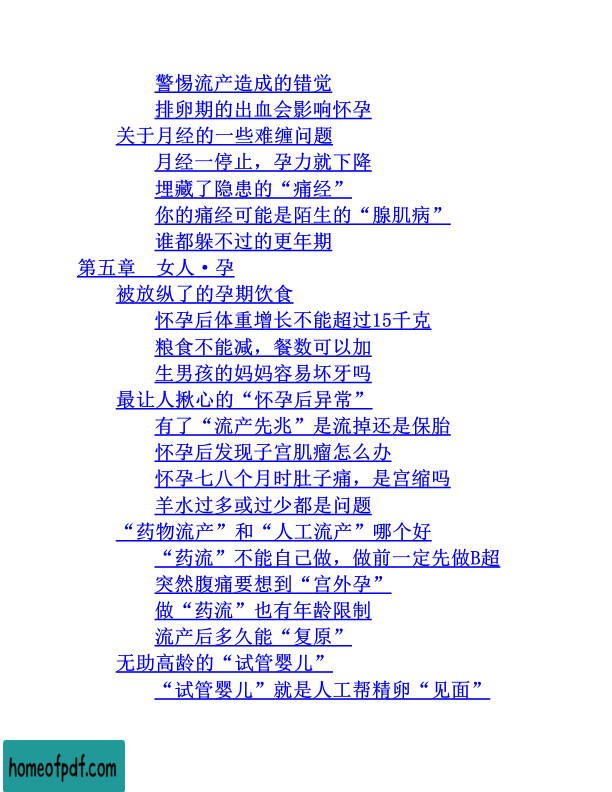 警惕流产造成的错觉
排卵期的出血会影响怀孕
关于月经的一些难缠问题
月经一停止，孕力就下降
埋藏了隐患的“痛经”
你的痛经可能是陌生的“腺肌病”
谁都躲不过的更年期
第五章　女人·孕
被放纵了的孕期饮食
怀孕后体重增长不能超过15千克
粮食不能减，餐数可以加
生男孩的妈妈容易坏牙吗
最让人揪心的“怀孕后异常”
有了“流产先兆”是流掉还是保胎
怀孕后发现子宫肌瘤怎么办
怀孕七八个月时肚子痛，是宫缩吗
羊水过多或过少都是问题
“药物流产”和“人工流产”哪个好
“药流”不能自己做，做前一定先做B超
突然腹痛要想到“宫外孕”
做“药流”也有年龄限制
流产后多久能“复原”
无助高龄的“试管婴儿”
“试管婴儿”就是人工帮精卵“见面”
homeofpdf.com